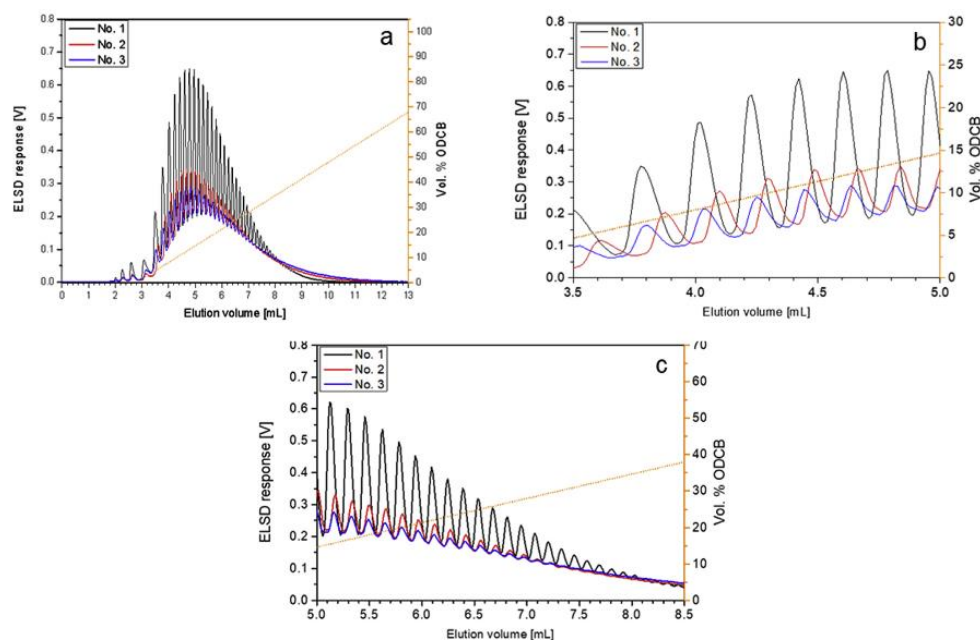 a
No. 1
No. 2
No. 3
ELSD response [V]
0.8
0.7
0.6
0.5
0.4
0.3
0.2
0.1
0.0
0 1 2 3 4 5 6 7 8 9 10 11 12 13
Elution volume [mL]
100
90
80
70
60
50
40
30
20
10
0
Vol. % ODCB
b
No. 1
No. 2
No. 3
ELSD response [V]
0.8
0.7
0.6
0.5
0.4
0.3
0.2
0.1
0.0
3.5 4.0 4.5 5.0
Elution volume [mL]
30
25
20
15
10
5
0
Vol. % ODCB
c
No. 1
No. 2
No. 3
ELSD response [V]
0.8
0.7
0.6
0.5
0.4
0.3
0.2
0.1
0.0
5.0 5.5 6.0 6.5 7.0 7.5 8.0 8.5
Elution volume [mL]
70
60
50
40
30
20
10
0
Vol. % ODCB